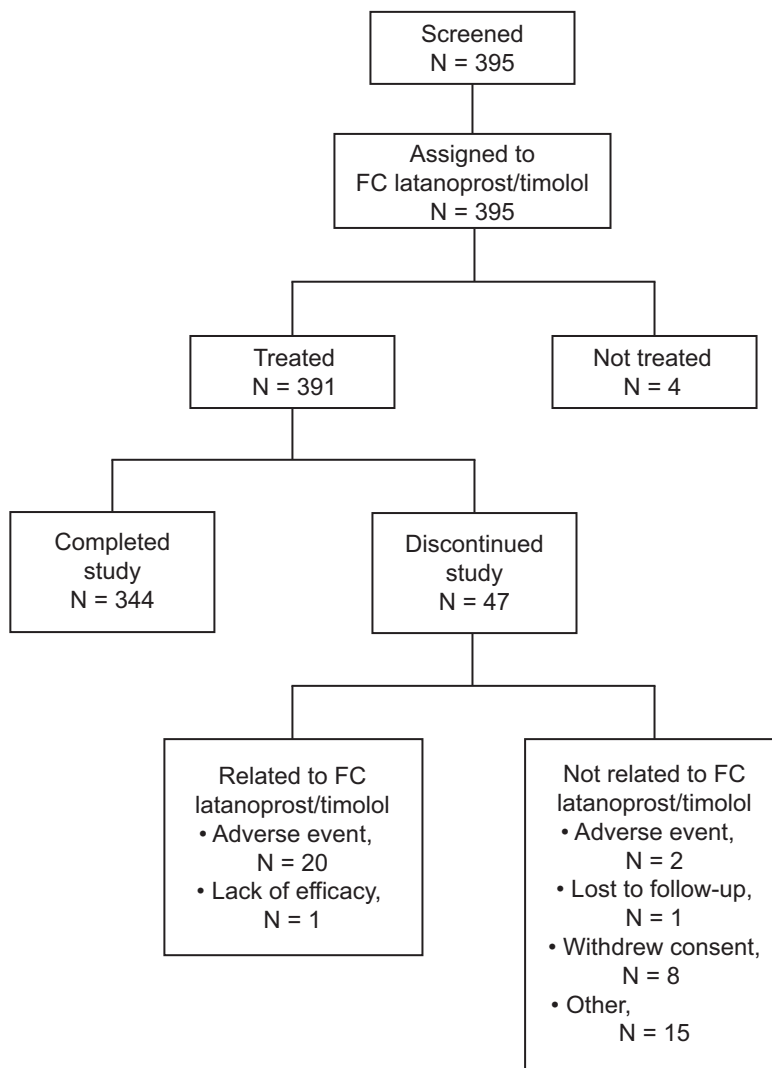 Screened
N = 395
Assigned to
FC latanoprost/timolol
N = 395
Treated
N = 391
Not treated
N = 4
Completed
study
N = 344
Discontinued
study
N = 47
Related to FC
latanoprost/timolol
• Adverse event,
N = 20
• Lack of efficacy,
N = 1
Not related to FC
latanoprost/timolol
• Adverse event,
N = 2
• Lost to follow-up,
N = 1
• Withdrew consent,
N = 8
• Other,
N = 15